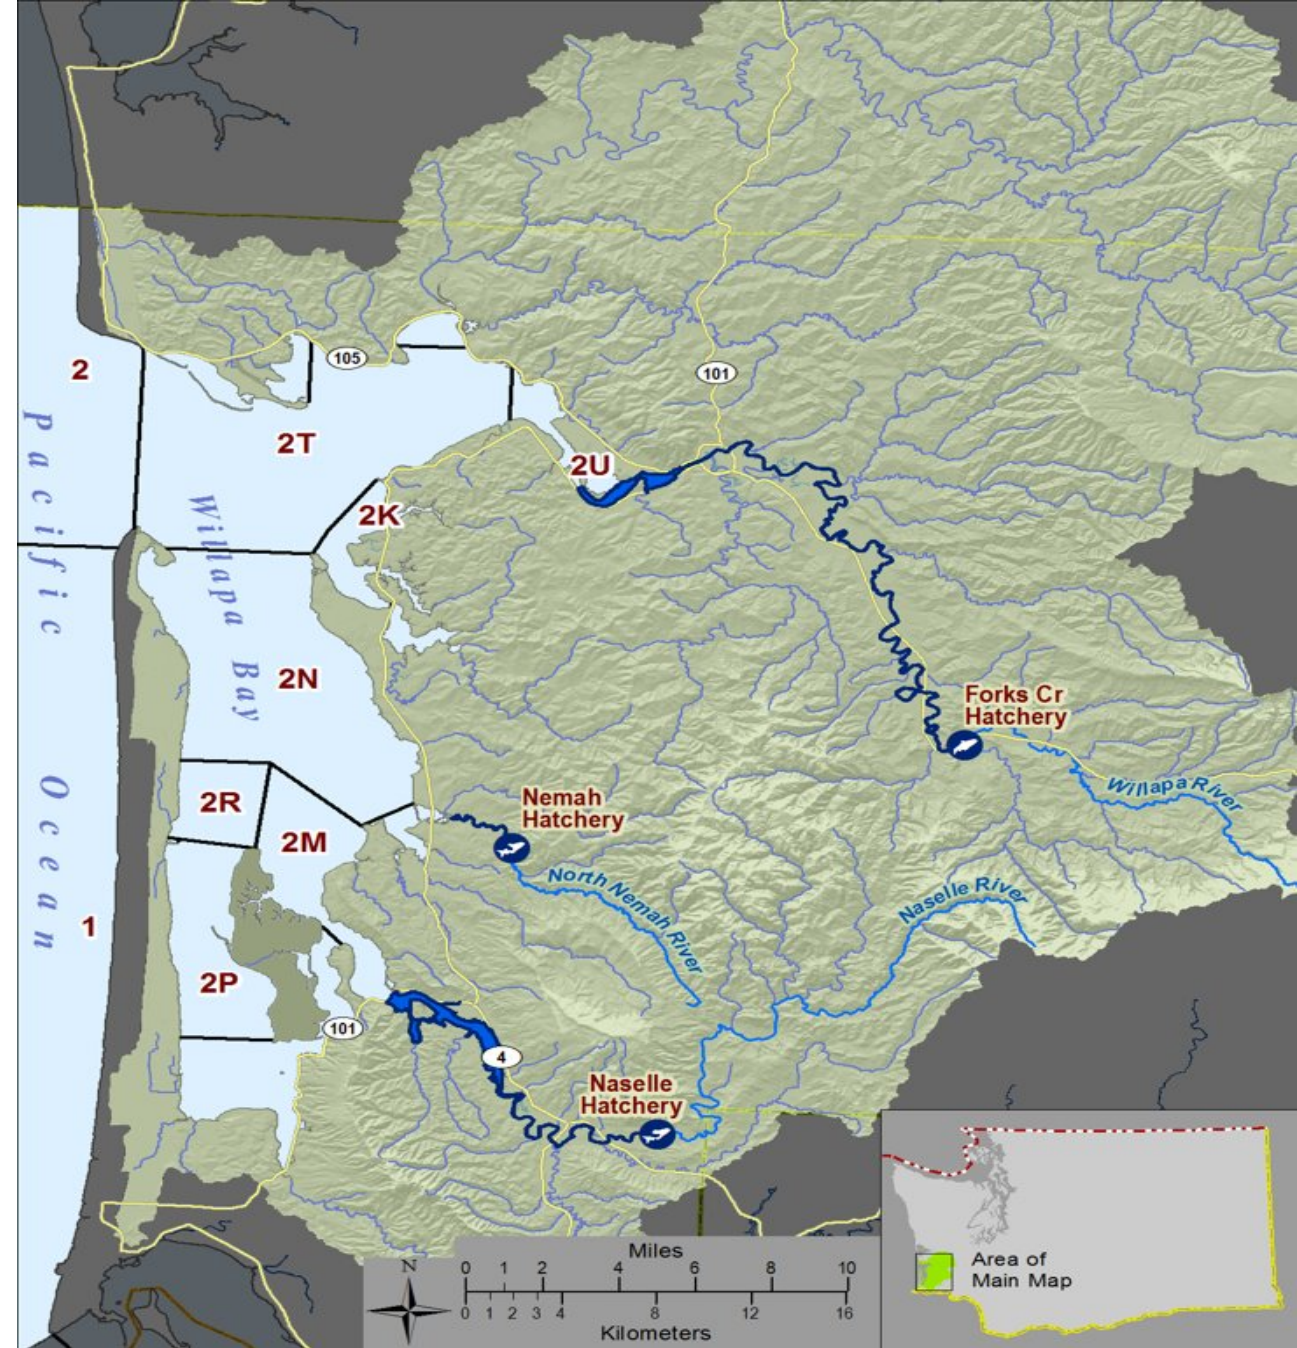 105
2
101
2T
2U
2K
Pacific
Ocean
Willapa
Bay
2N
Forks Cr
Hatchery
Willapa River
2R
Nemah
Hatchery
2M
North Nemah River
Naselle River
1
2P
101
4
Naselle
Hatchery
Miles
0 1 2 4 6 8 10
0 1 2 3 4 8 12 16
Kilometers
N
Area of
Main Map